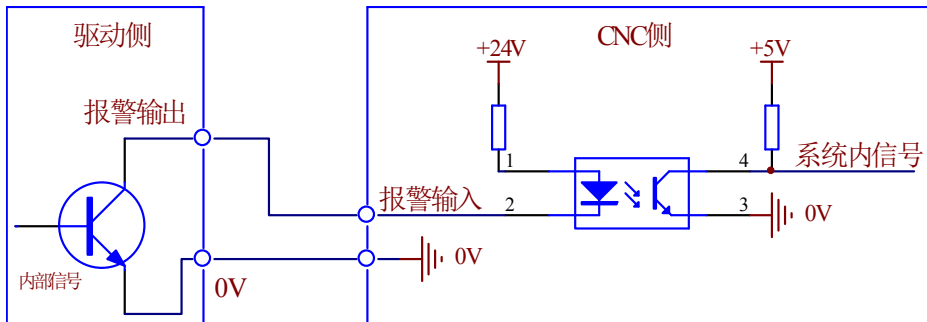 驱动侧
CNC侧
+24V
+5V
报警输出
1
4
系统内信号
报警输入
2
3
0V
0V
内部信号
0V